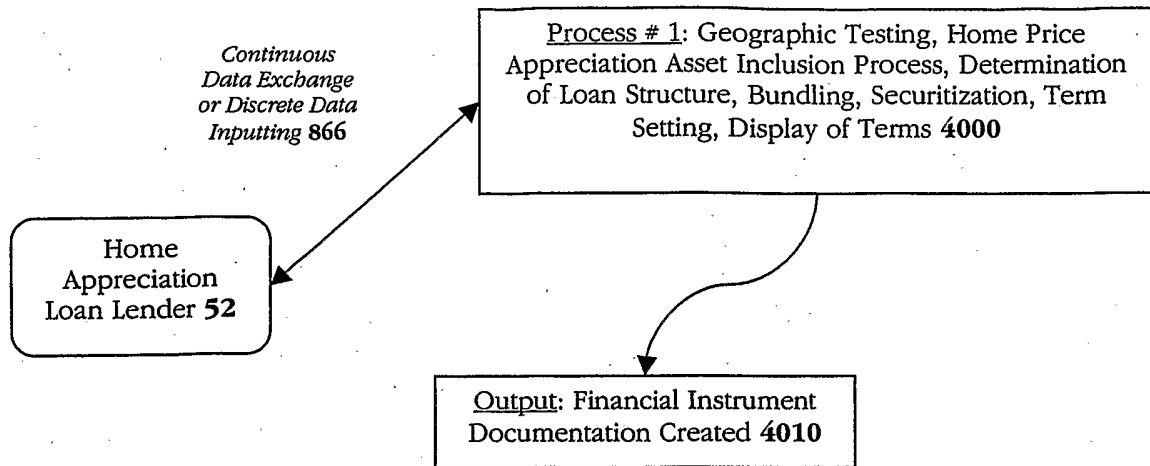 Continuous
Data Exchange
or Discrete Data
Inputting 866
Process # 1: Geographic Testing, Home Price
Appreciation Asset Inclusion Process, Determination
of Loan Structure, Bundling, Securitization, Term
Setting, Display of Terms 4000
Home
Appreciation
Loan Lender 52
Output: Financial Instrument
Documentation Created 4010